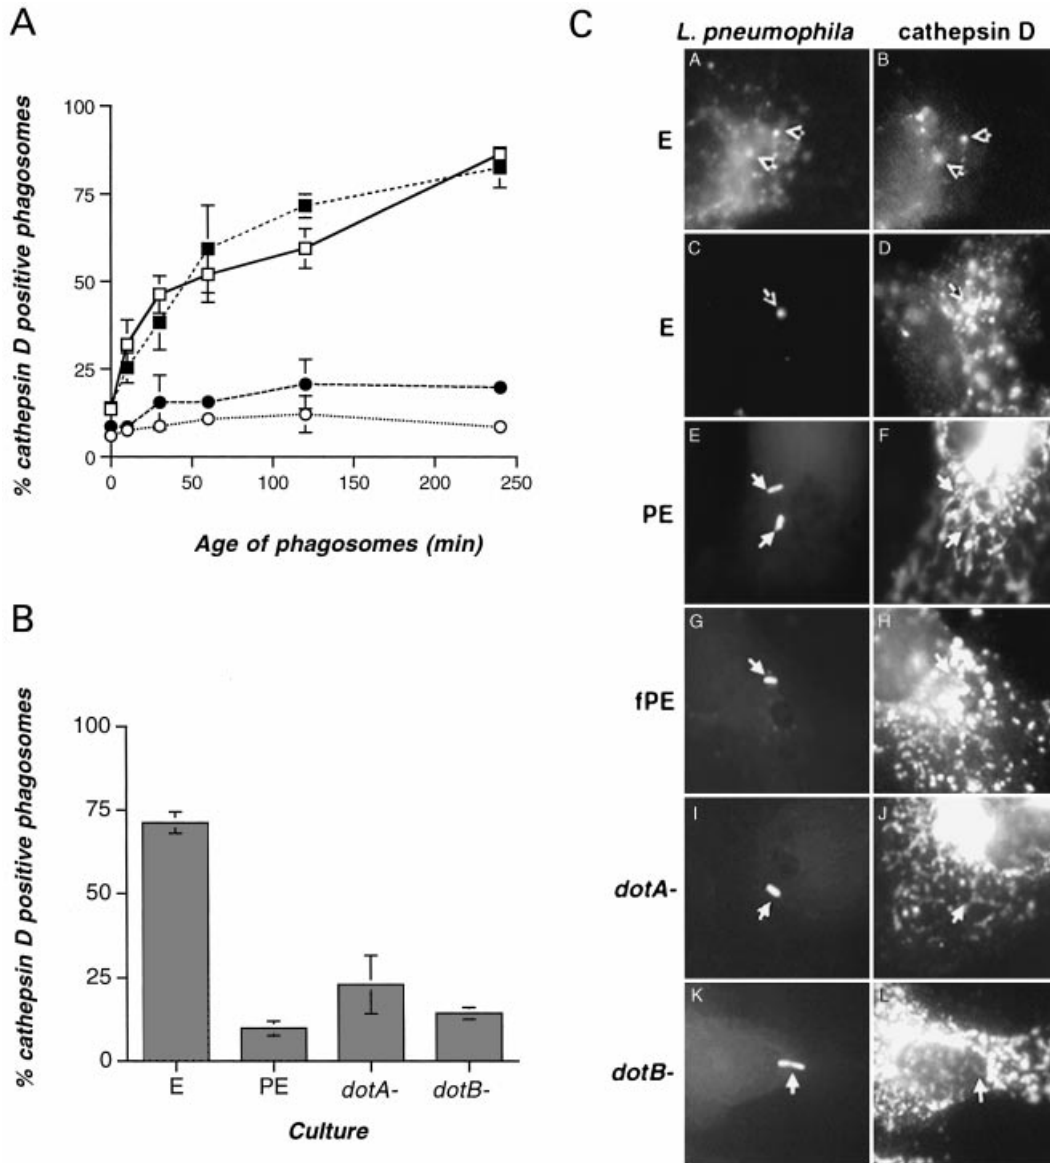 A
% cathepsin D positive phagosomes
100
75
50
25
0
0 50 100 150 200 250
Age of phagosomes (min)
B
% cathepsin D positive phagosomes
100
75
50
25
0
E PE dotA- dotB-
Culture
C
L. pneumophila cathepsin D
E A B
E C D
PE E F
fPE G H
dotA- I J
dotB- K L